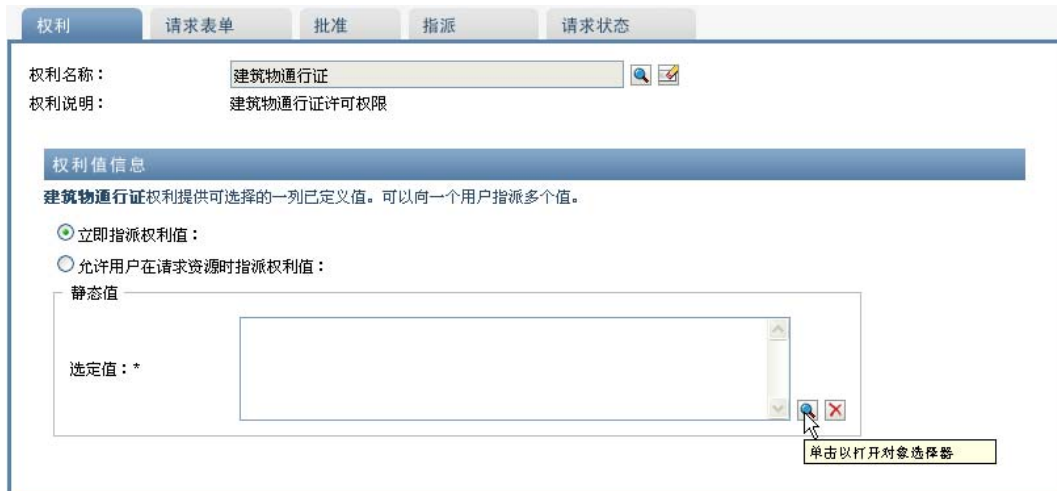 权利 请求表单 批准 指派 请求状态
权利名称： 建筑物通行证
权利说明： 建筑物通行证许可权限
权利值信息
建筑物通行证权利提供可选择的一列已定义值。可以向一个用户指派多个值。
立即指派权利值：
允许用户在请求资源时指派权利值：
静态值
选定值：*
单击以打开对象选择器